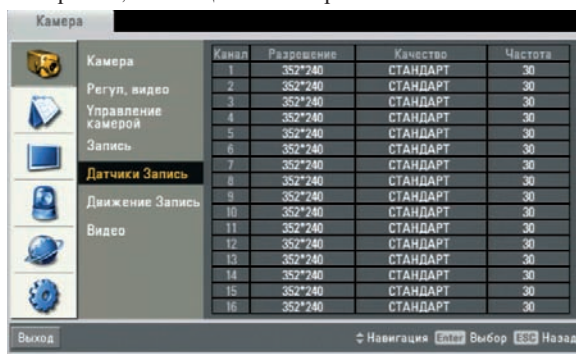 Камера
Камера
Регул. видео
Управление
камерой
Запись
Датчики Запись
Движение Запись
Видео
Канал Разрешение Качество Частота
1 352*240 СТАНДАРТ 30
2 352*240 СТАНДАРТ 30
3 352*240 СТАНДАРТ 30
4 352*240 СТАНДАРТ 30
5 352*240 СТАНДАРТ 30
6 352*240 СТАНДАРТ 30
7 352*240 СТАНДАРТ 30
8 352*240 СТАНДАРТ 30
9 352*240 СТАНДАРТ 30
10 352*240 СТАНДАРТ 30
11 352*240 СТАНДАРТ 30
12 352*240 СТАНДАРТ 30
13 352*240 СТАНДАРТ 30
14 352*240 СТАНДАРТ 30
15 352*240 СТАНДАРТ 30
16 352*240 СТАНДАРТ 30
Выход Навигация Enter Выбор ESC Назад